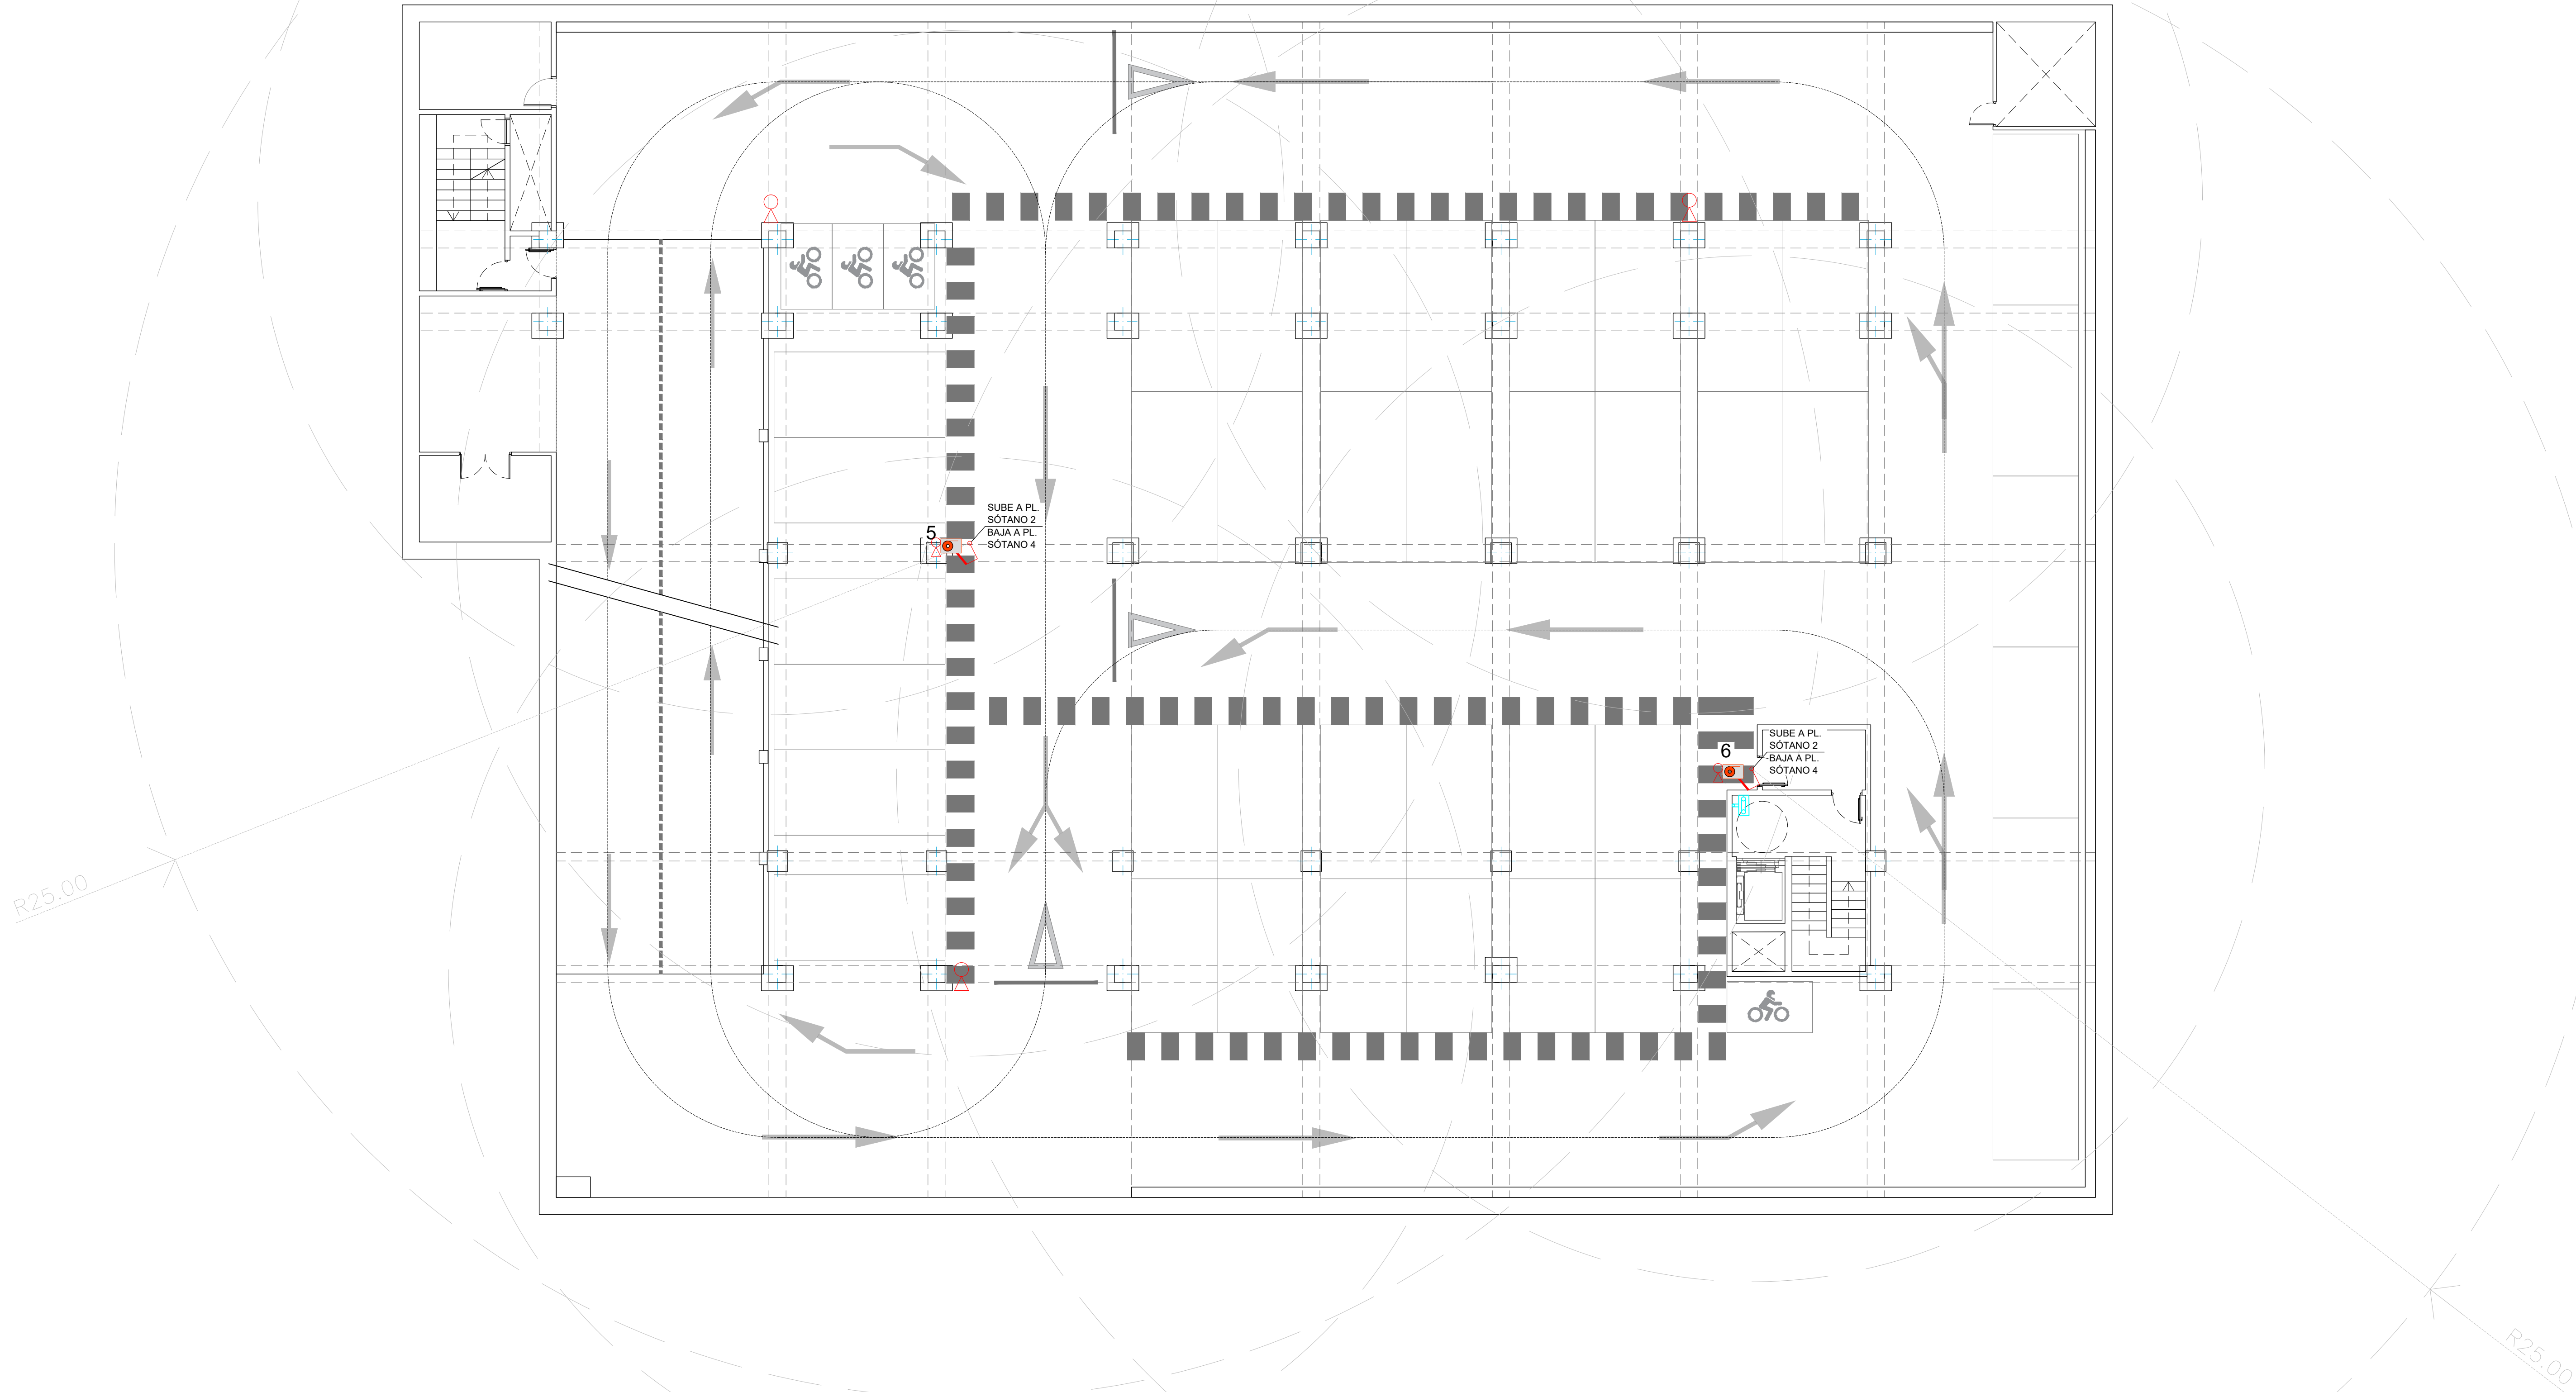 SUBE A PL.
SÓTANO 2
5
BAJA A PL.
SÓTANO 4
SUBE A PL.
6
SÓTANO 2
BAJA A PL.
SÓTANO 4
R25.00
R25.00